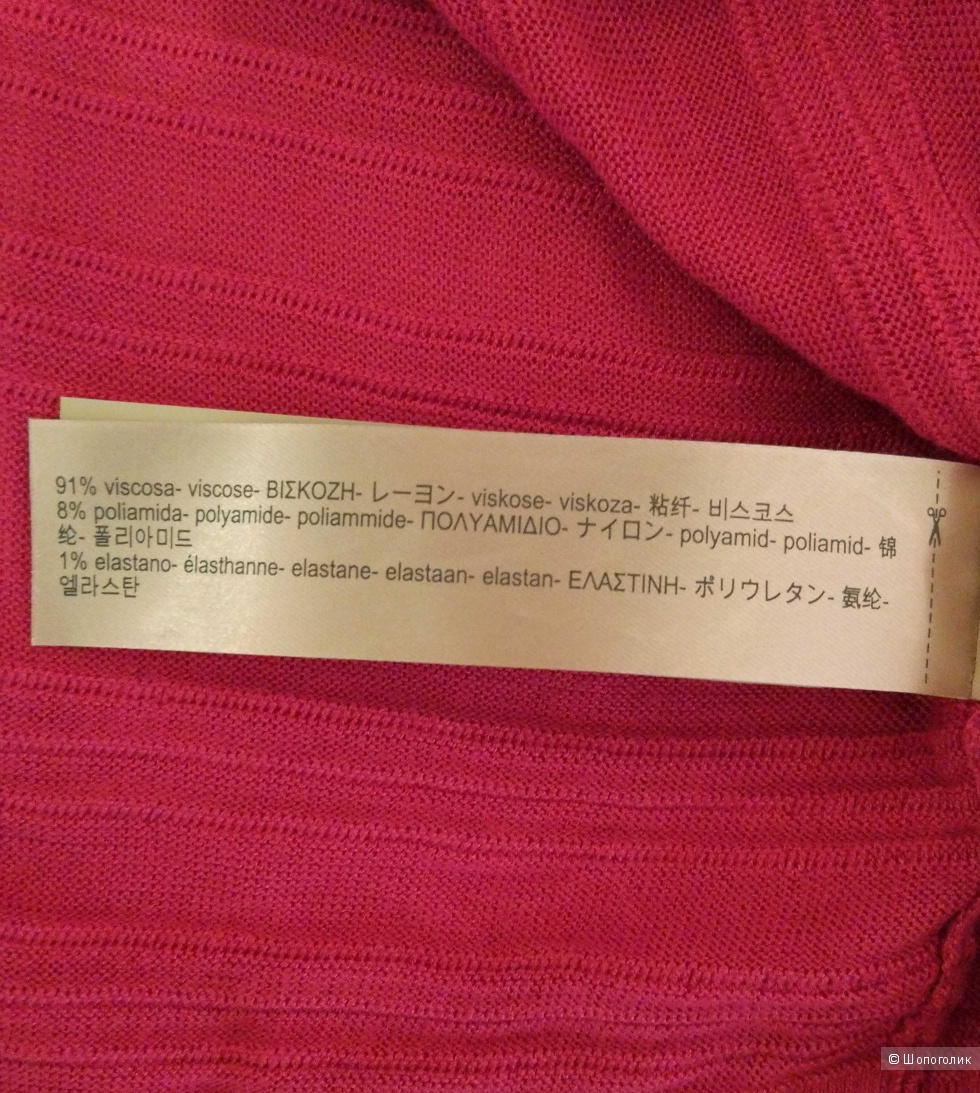 91% viscosa- viscose- ΒΙΣΚΟΖΗ- レーヨン- viskose- viskoza- 粘纤- 비스코스
8% poliamida- polyamide- poliammide- ΠΟΛΥΑΜΙΔΙΟ- ナイロン- polyamid- poliamid- 锦
纶- 폴리아미드
1% elastano- élasthanne- elastane- elastaan- elastan- ΕΛΑΣΤΙΝΗ- ポリウレタン- 氨纶-
엘라스탄
© Шопоголик